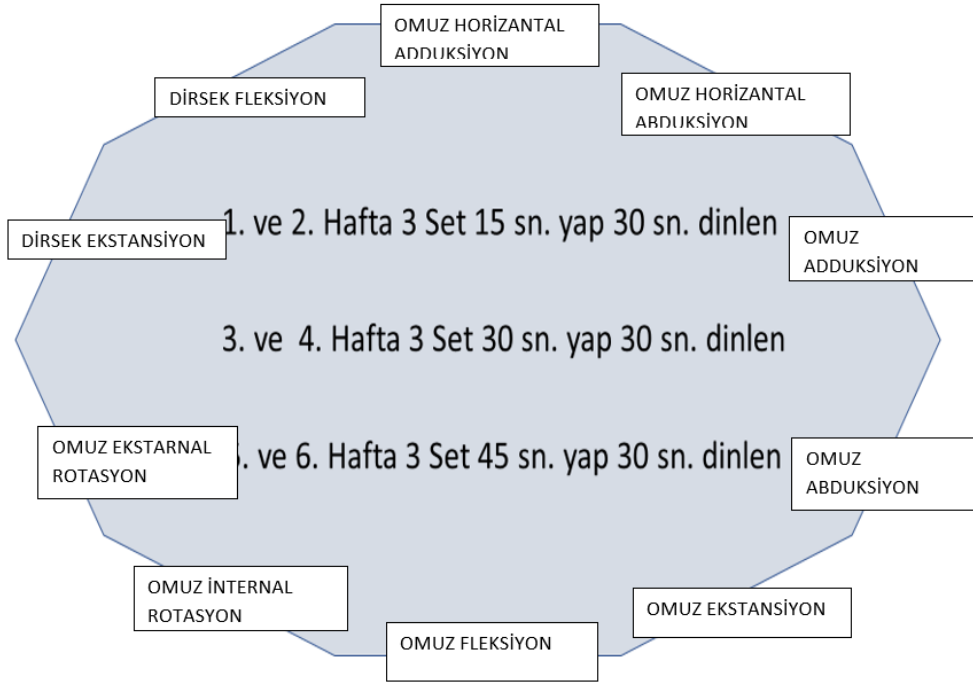 OMUZ HORİZANTAL
ADDUKSİYON
DİRSEK FLEKSİYON
OMUZ HORİZANTAL
ABDUKSİYON
1. ve 2. Hafta 3 Set 15 sn. yap 30 sn. dinlen
DİRSEK EKSTANSİYON
OMUZ
ADDUKSİYON
3. ve 4. Hafta 3 Set 30 sn. yap 30 sn. dinlen
OMUZ EKSTARNAL
ROTASYON
5. ve 6. Hafta 3 Set 45 sn. yap 30 sn. dinlen
OMUZ
ABDUKSİYON
OMUZ İNTERNAL
ROTASYON
OMUZ EKSTANSİYON
OMUZ FLEKSİYON